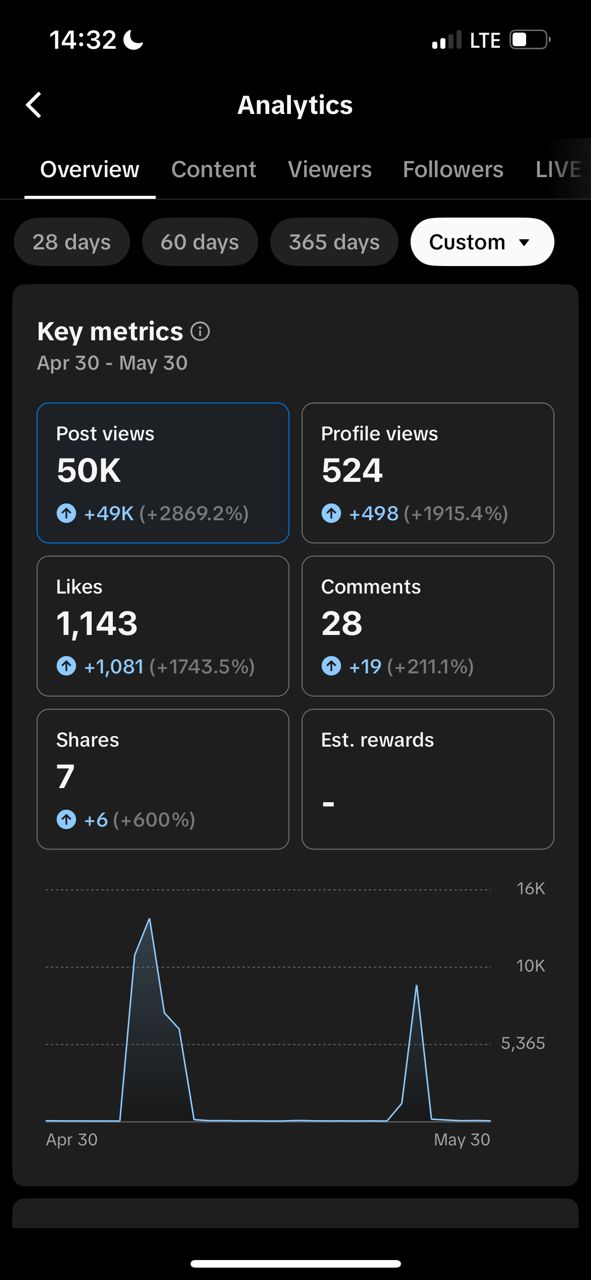 14:32 LTE
Analytics
Overview Content Viewers Followers LIVE
28 days 60 days 365 days Custom
Key metrics
Apr 30 - May 30
Post views
50K
+49K (+2869.2%)
Profile views
524
+498 (+1915.4%)
Likes
1,143
+1,081 (+1743.5%)
Comments
28
+19 (+211.1%)
Shares
7
+6 (+600%)
Est. rewards
-
16K
10K
5,365
Apr 30 May 30